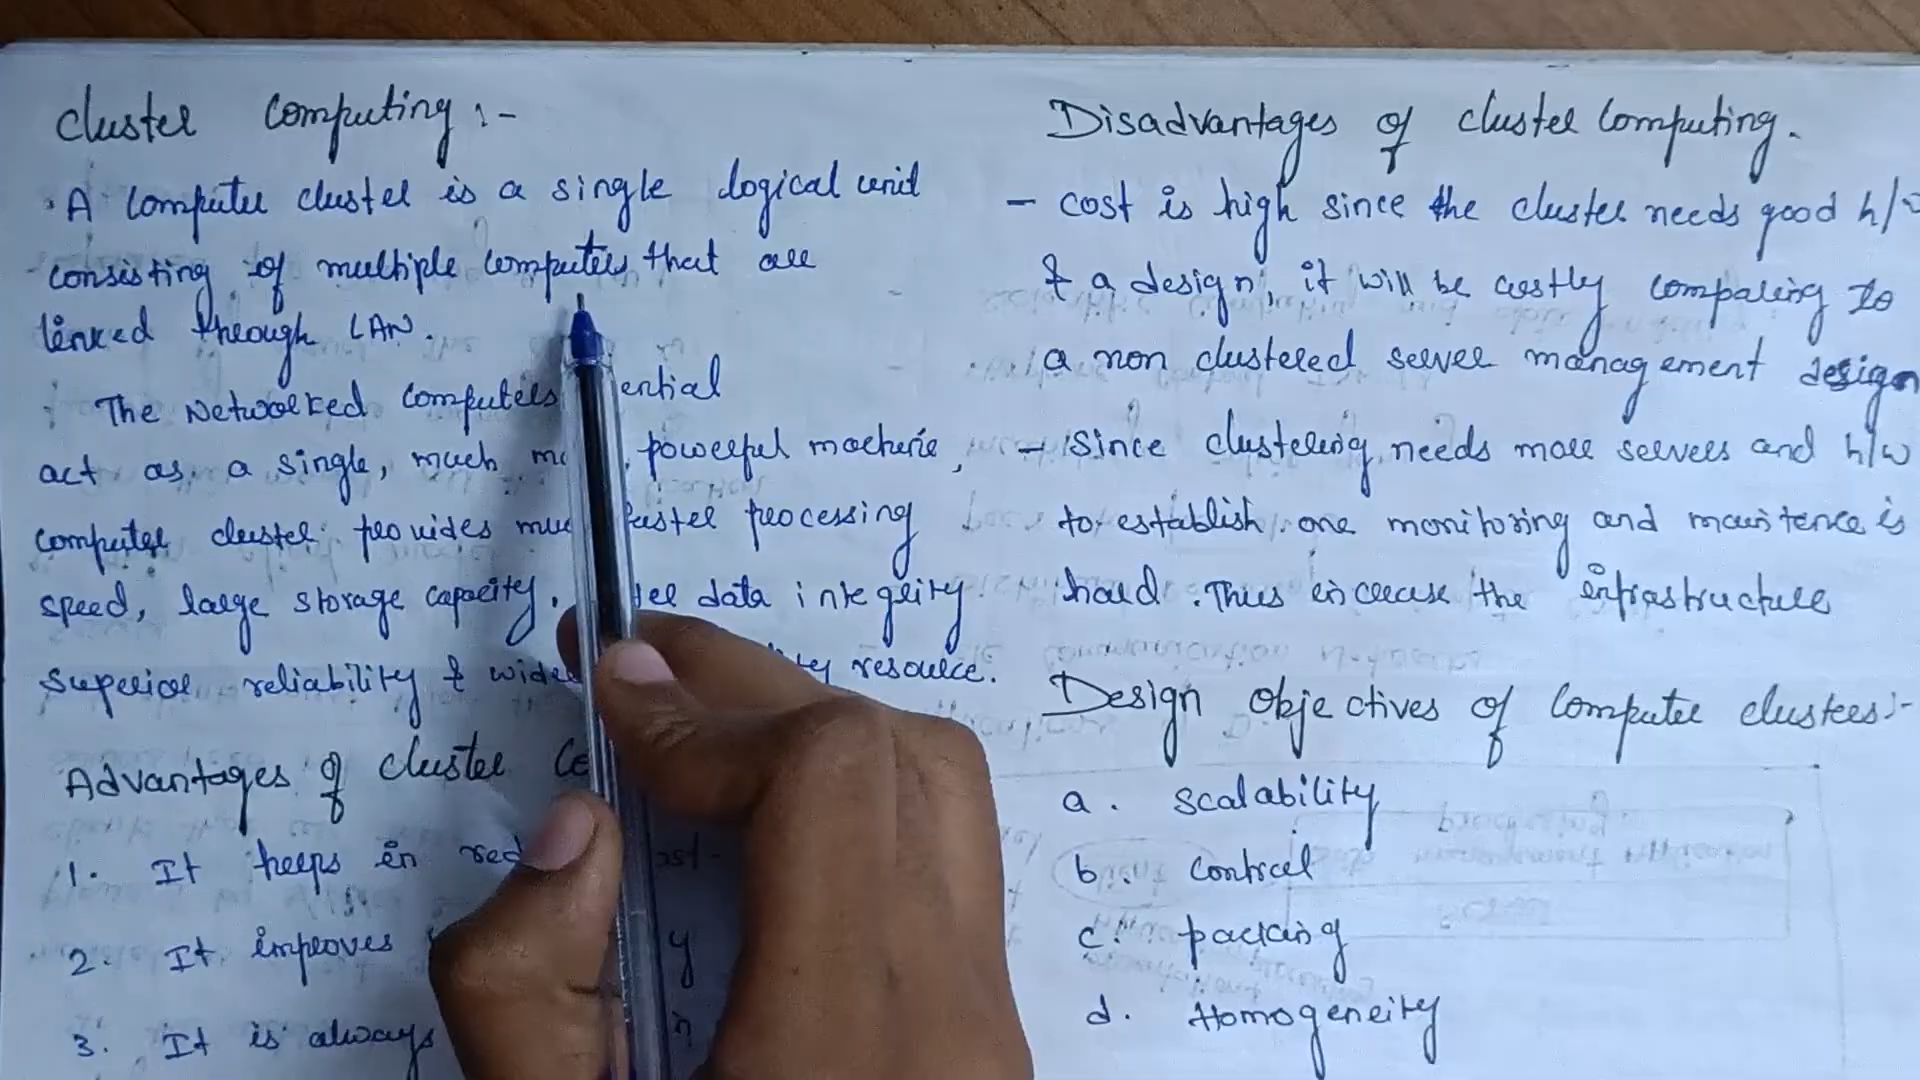 Cluster Computing :-
A computer cluster is a single logical unit
consisting of multiple computers that are
linked through LAN.
The Networked computers
act as a single, much powerful machine,
computer cluster provides faster processing
speed, large storage capacity, data integrity
superior reliability & resource.
Advantages of cluster
1. It helps in
2. It improves
3. It is always
Disadvantages of cluster Computing.
- cost is high since the cluster needs good h/w
& a design, it will be costly comparing to
a non clustered server management design
- Since clustering needs more servers and h/w
to establish one monitoring and maintence is
hard. Thus increase the infrastructure
Design Objectives of Computer clusters:-
a. scalability
b. control
c. packing
d. Homogeneity